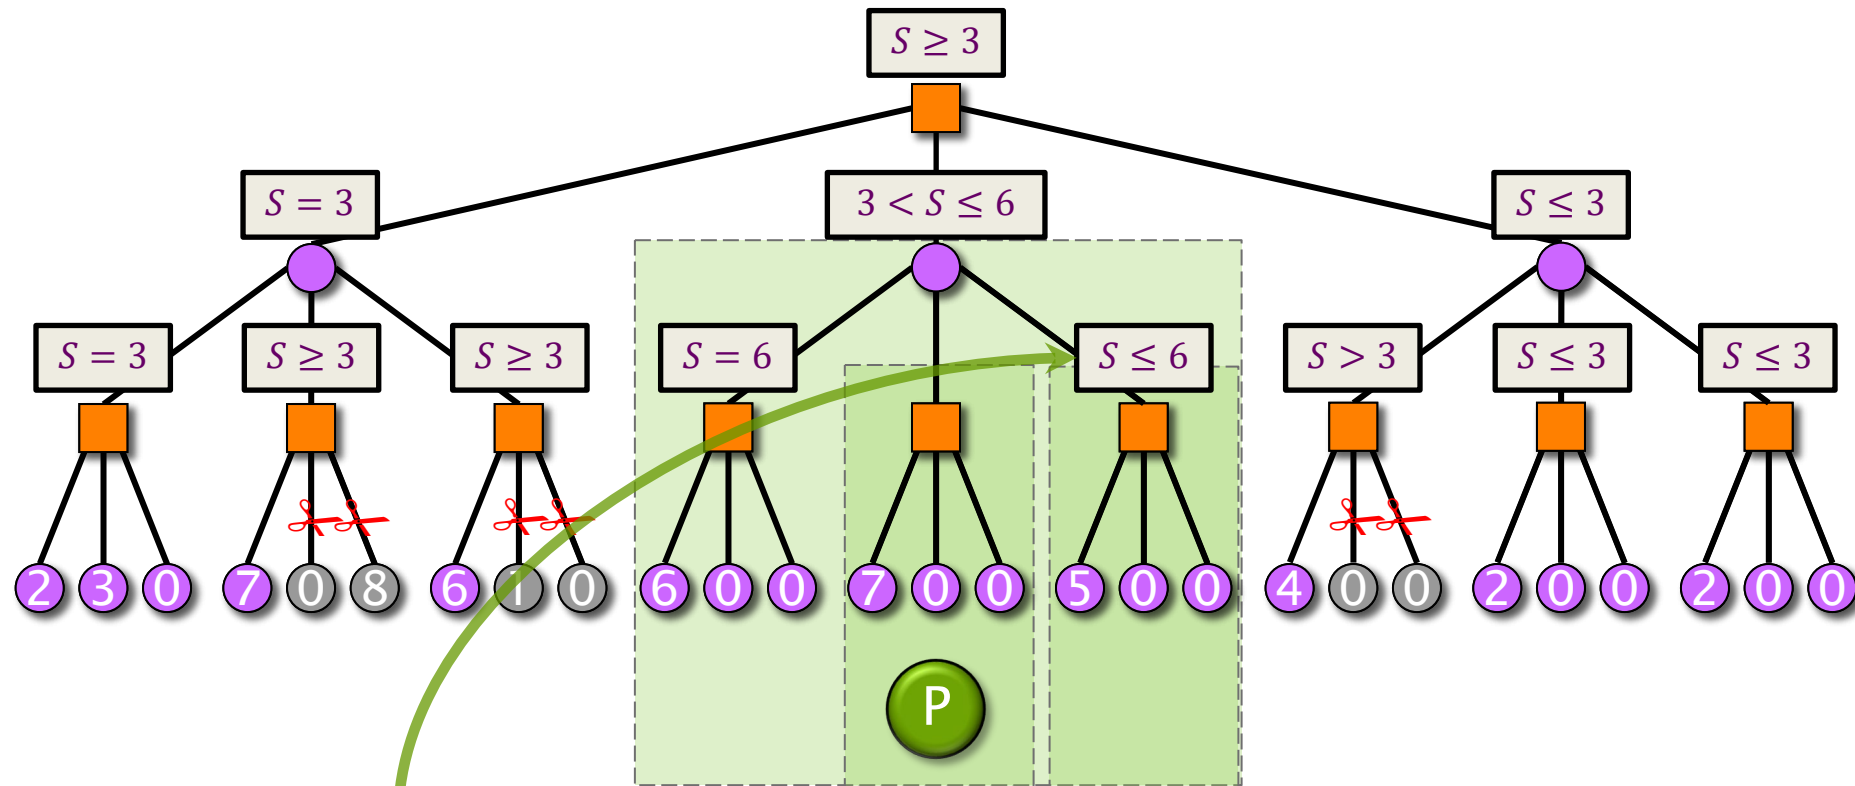 S ≥ 3
S = 3
3 < S ≤ 6
S ≤ 3
S = 3
S ≥ 3
S ≥ 3
S = 6
S ≤ 6
S > 3
S ≤ 3
S ≤ 3
2 3 0 7 0 8 6 1 0 6 0 0 7 0 0 5 0 0 4 0 0 2 0 0 2 0 0
P